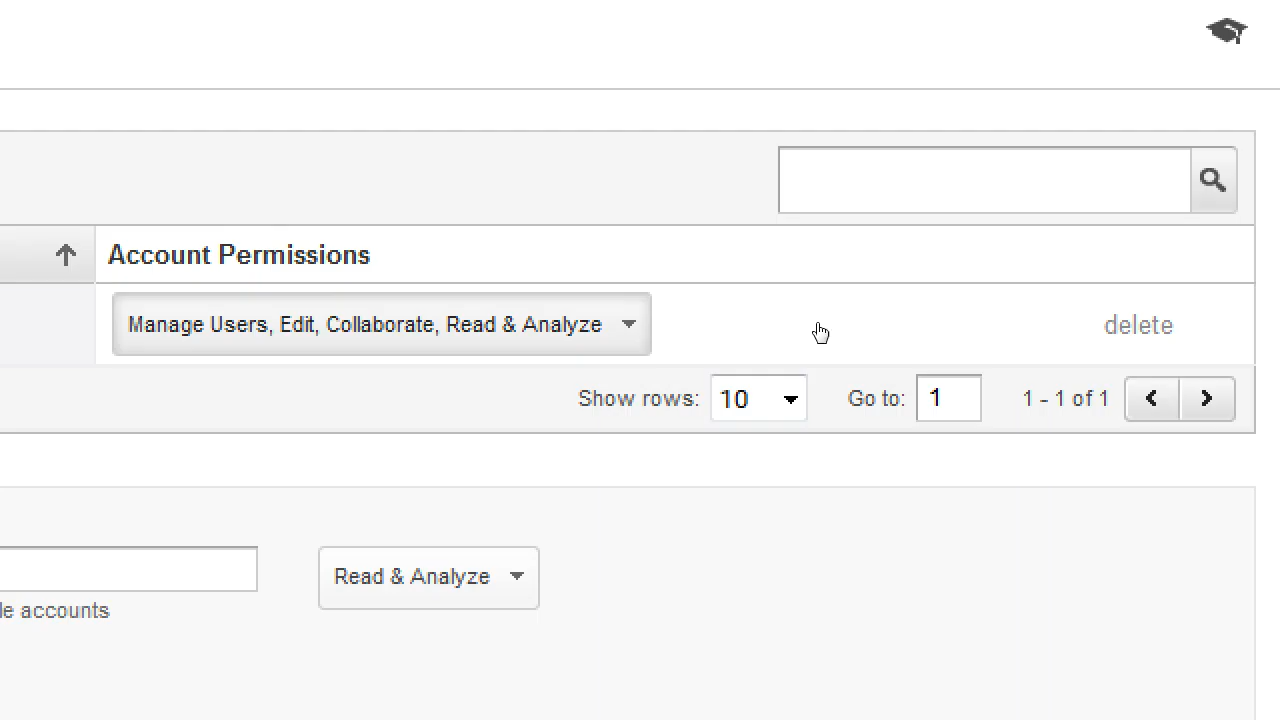 Account Permissions
Manage Users, Edit, Collaborate, Read & Analyze
delete
Show rows: 10 Go to: 1 1 - 1 of 1
Read & Analyze
le accounts